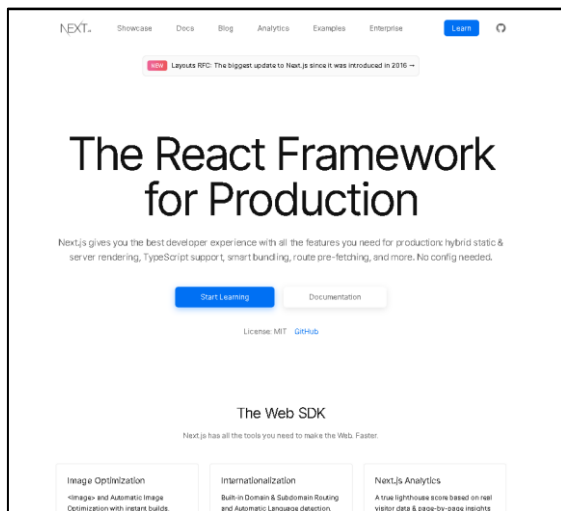 NEXT.JS Showcase Docs Blog Analytics Examples Enterprise Learn
NEW Layouts RFC: The biggest update to Next.js since it was introduced in 2016 →
The React Framework
for Production
Next.js gives you the best developer experience with all the features you need for production: hybrid static &
server rendering, TypeScript support, smart bundling, route pre-fetching, and more. No config needed.
Start Learning Documentation
License: MIT GitHub
The Web SDK
Next.js has all the tools you need to make the Web. Faster.
Image Optimization Internationalization Next.js Analytics
<Image> and Automatic Image Built-in Domain & Subdomain Routing A true lighthouse score based on real
Optimization with instant builds. and Automatic Language detection. visitor data & page-by-page insights